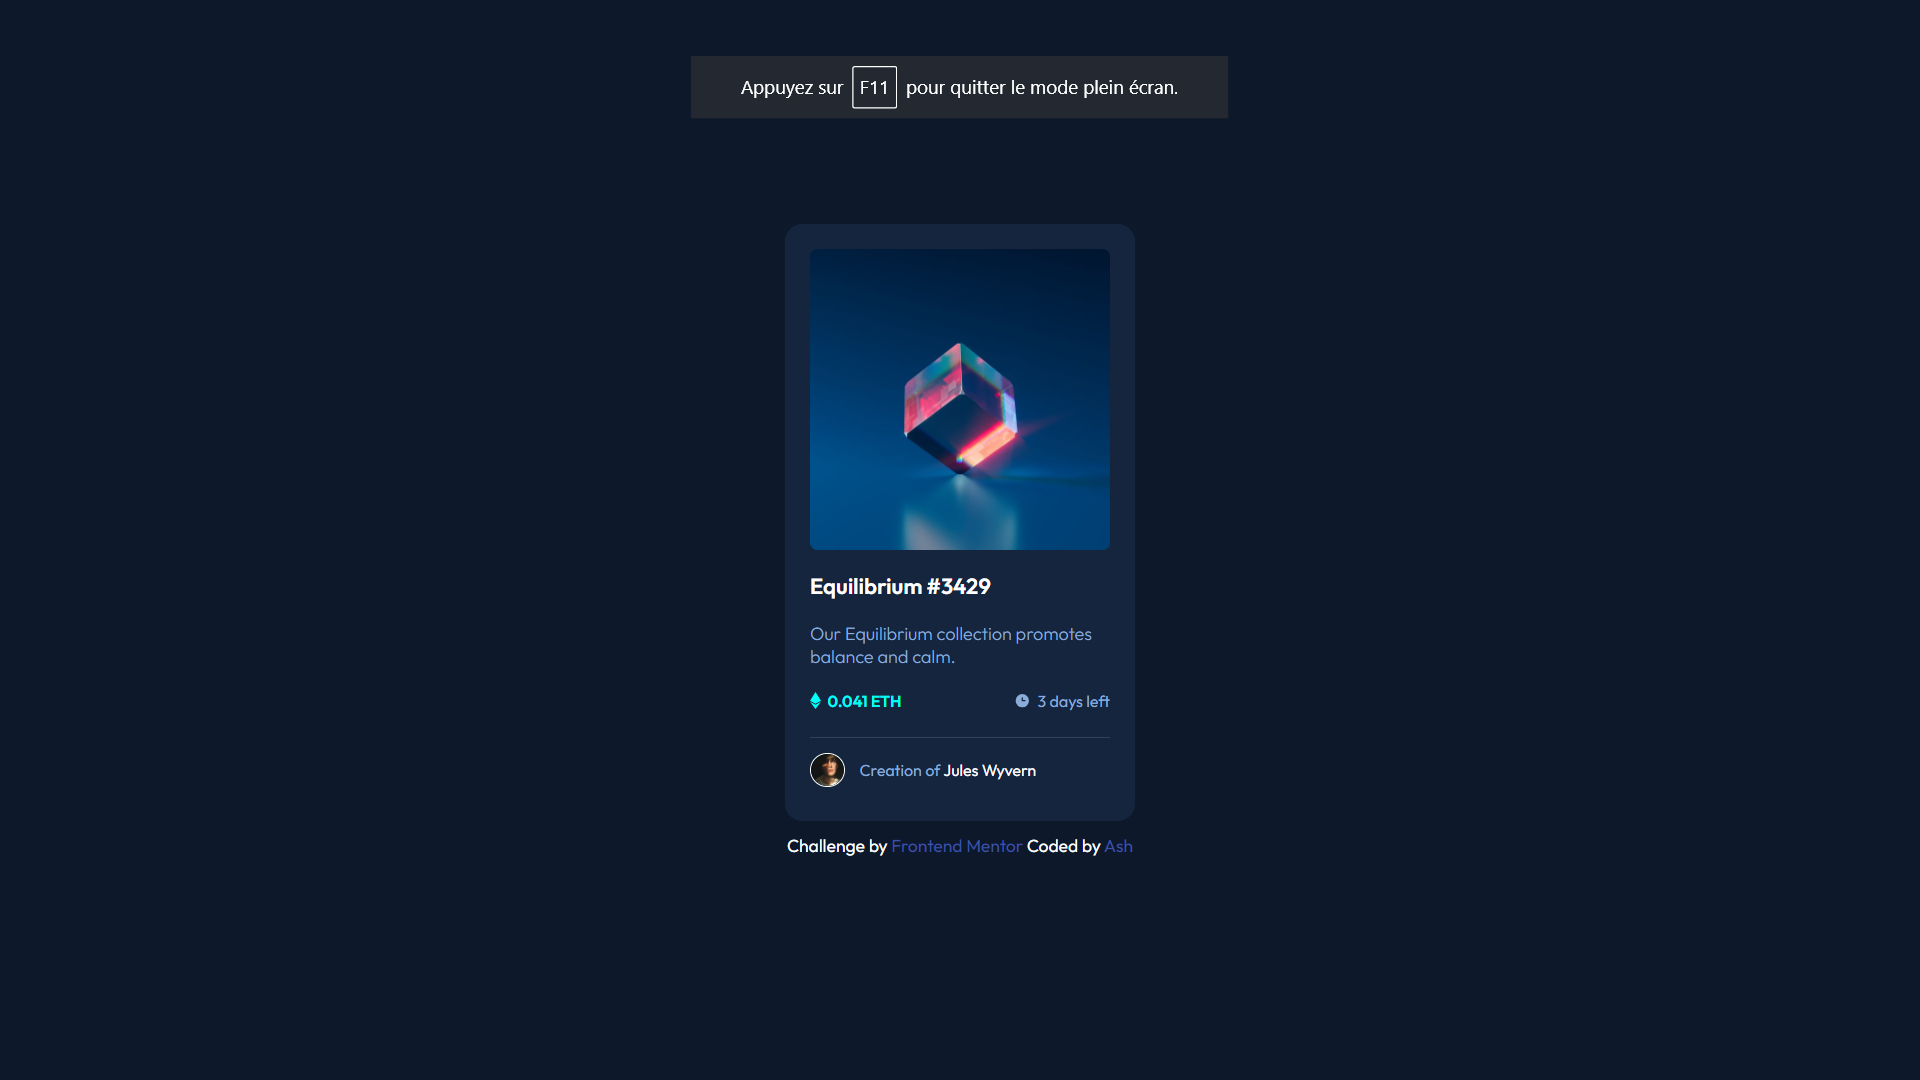 Appuyez sur F11 pour quitter le mode plein écran.
Equilibrium #3429
Our Equilibrium collection promotes
balance and calm.
0.041 ETH 3 days left
Creation of Jules Wyvern
Challenge by Frontend Mentor Coded by Ash